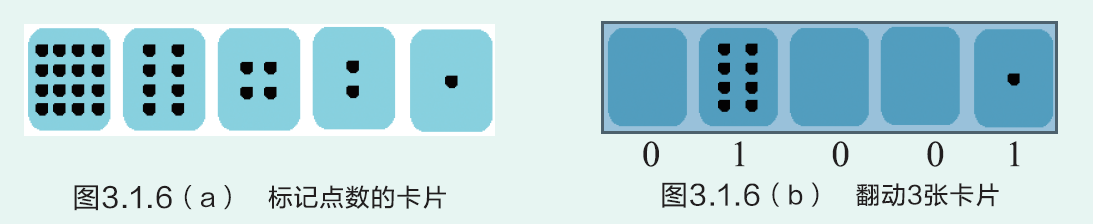 0 1 0 0 1
图3.1.6（a） 标记点数的卡片
图3.1.6（b） 翻动3张卡片